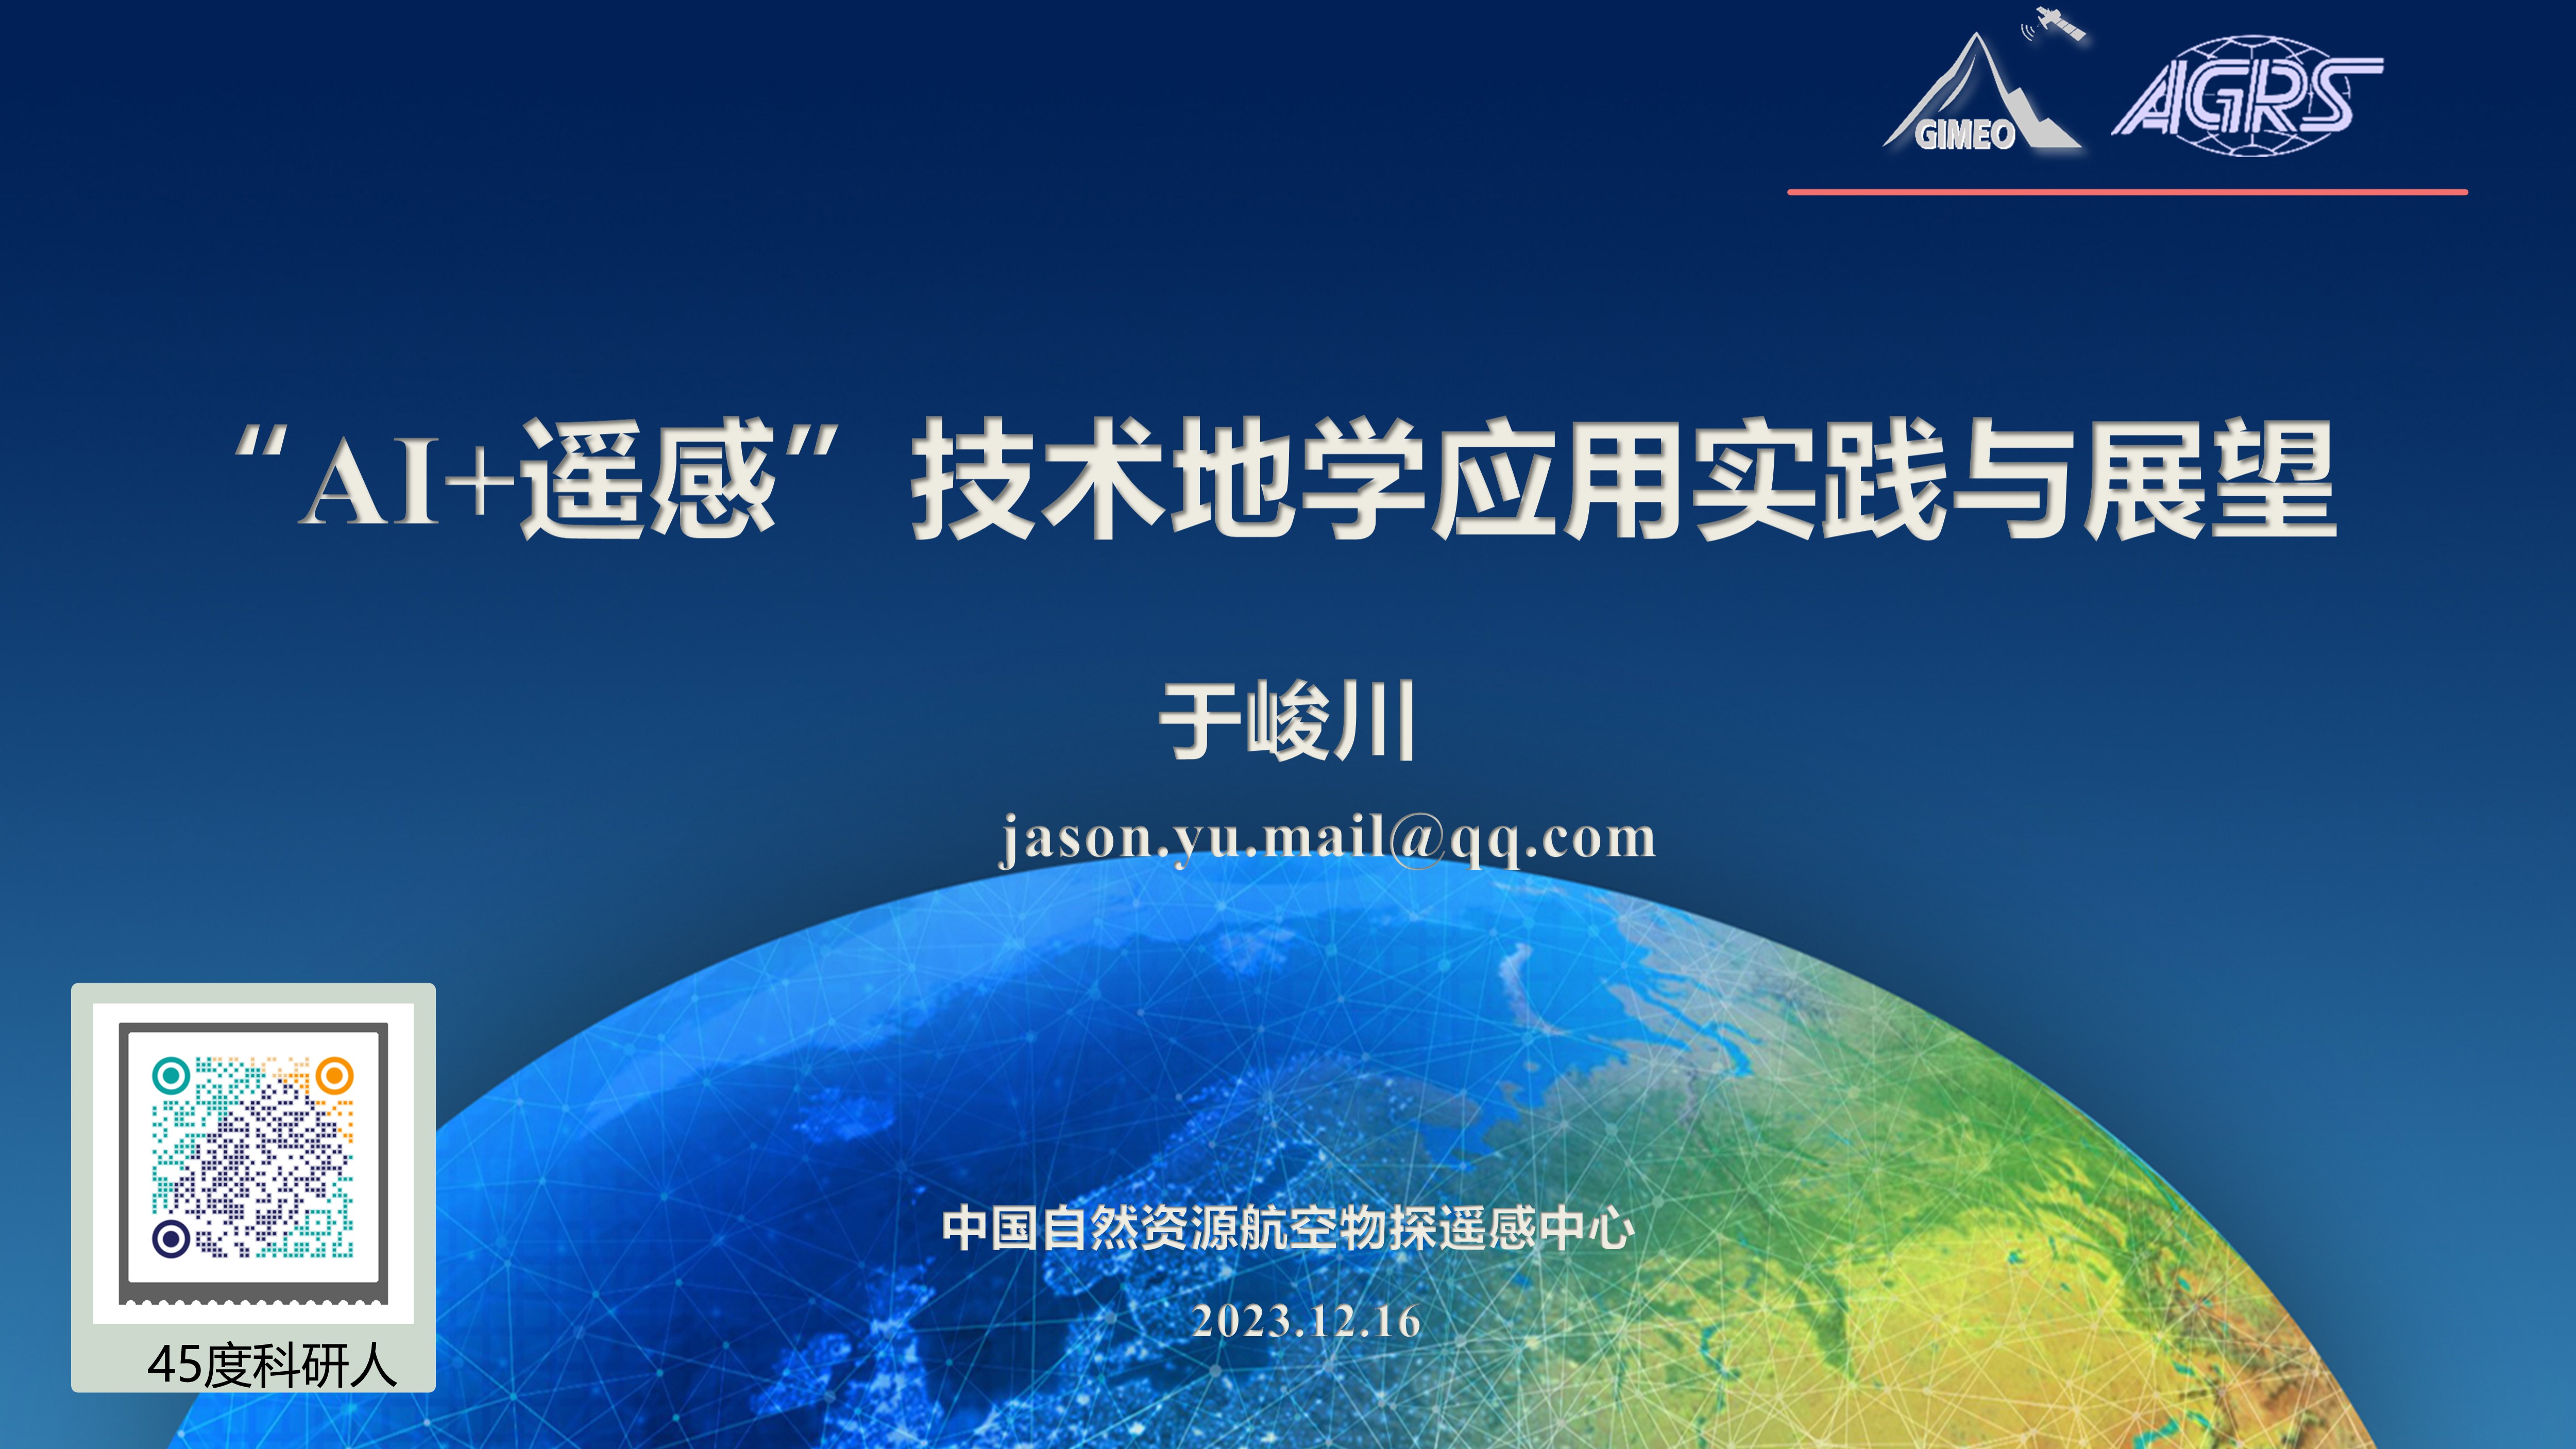 GIMEO
AGRS
“AI+遥感”技术地学应用实践与展望
于峻川
jason.yu.mail@qq.com
中国自然资源航空物探遥感中心
2023.12.16
45度科研人